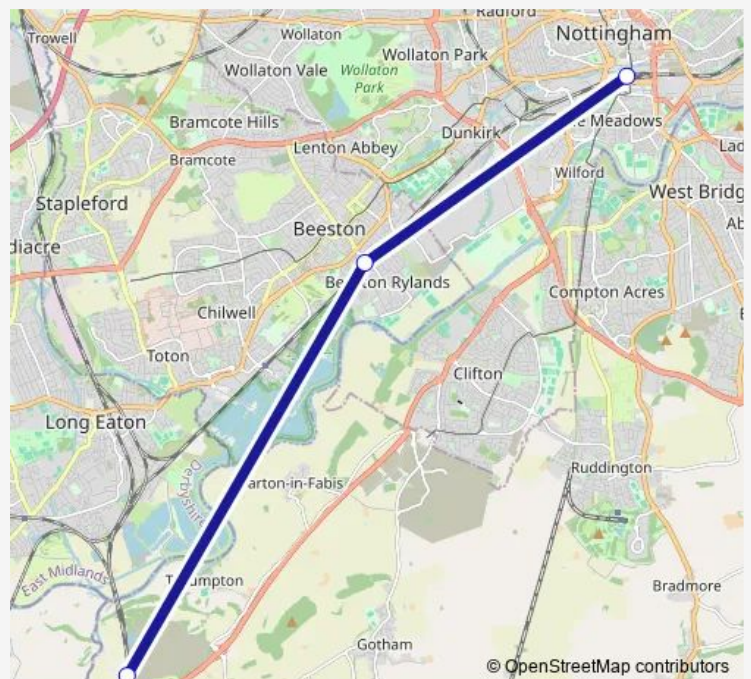 Radford
Nottingham
Trowell
Wollaton
Wollaton Park
Wollaton Vale
Wollaton
Park
Bramcote Hills
Dunkirk
Meadows
Lenton Abbey
Bramcote
Wilford
Stapleford
West Bridg
Beeston
Rylands
Compton Acres
Chilwell
Toton
Clifton
Long Eaton
Ruddington
arton-in-Fabis
Derbyshire
East Midlands
umpton
Bradmore
Gotham
© OpenStreetMap contributors